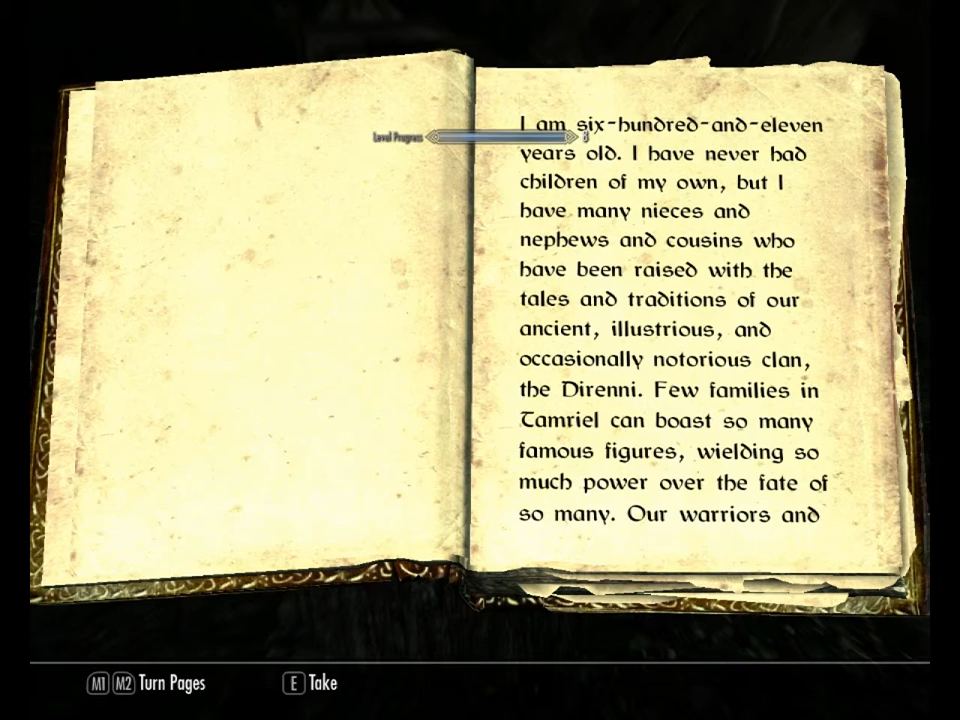 I am six-hundred-and-eleven
Level Progress 8
years old. I have never had
children of my own, but I
have many nieces and
nephews and cousins who
have been raised with the
tales and traditions of our
ancient, illustrious, and
occasionally notorious clan,
the Direnni. Few families in
Tamriel can boast so many
famous figures, wielding so
much power over the fate of
so many. Our warriors and
M1 M2 Turn Pages
E Take